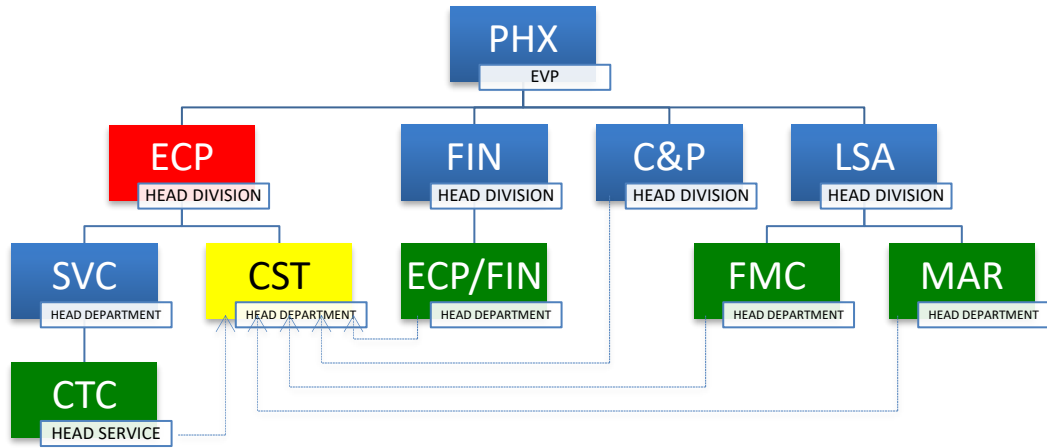 PHX
EVP
ECP
HEAD DIVISION
FIN
HEAD DIVISION
C&P
HEAD DIVISION
LSA
HEAD DIVISION
SVC
HEAD DEPARTMENT
CST
HEAD DEPARTMENT
ECP/FIN
HEAD DEPARTMENT
FMC
HEAD DEPARTMENT
MAR
HEAD DEPARTMENT
CTC
HEAD SERVICE